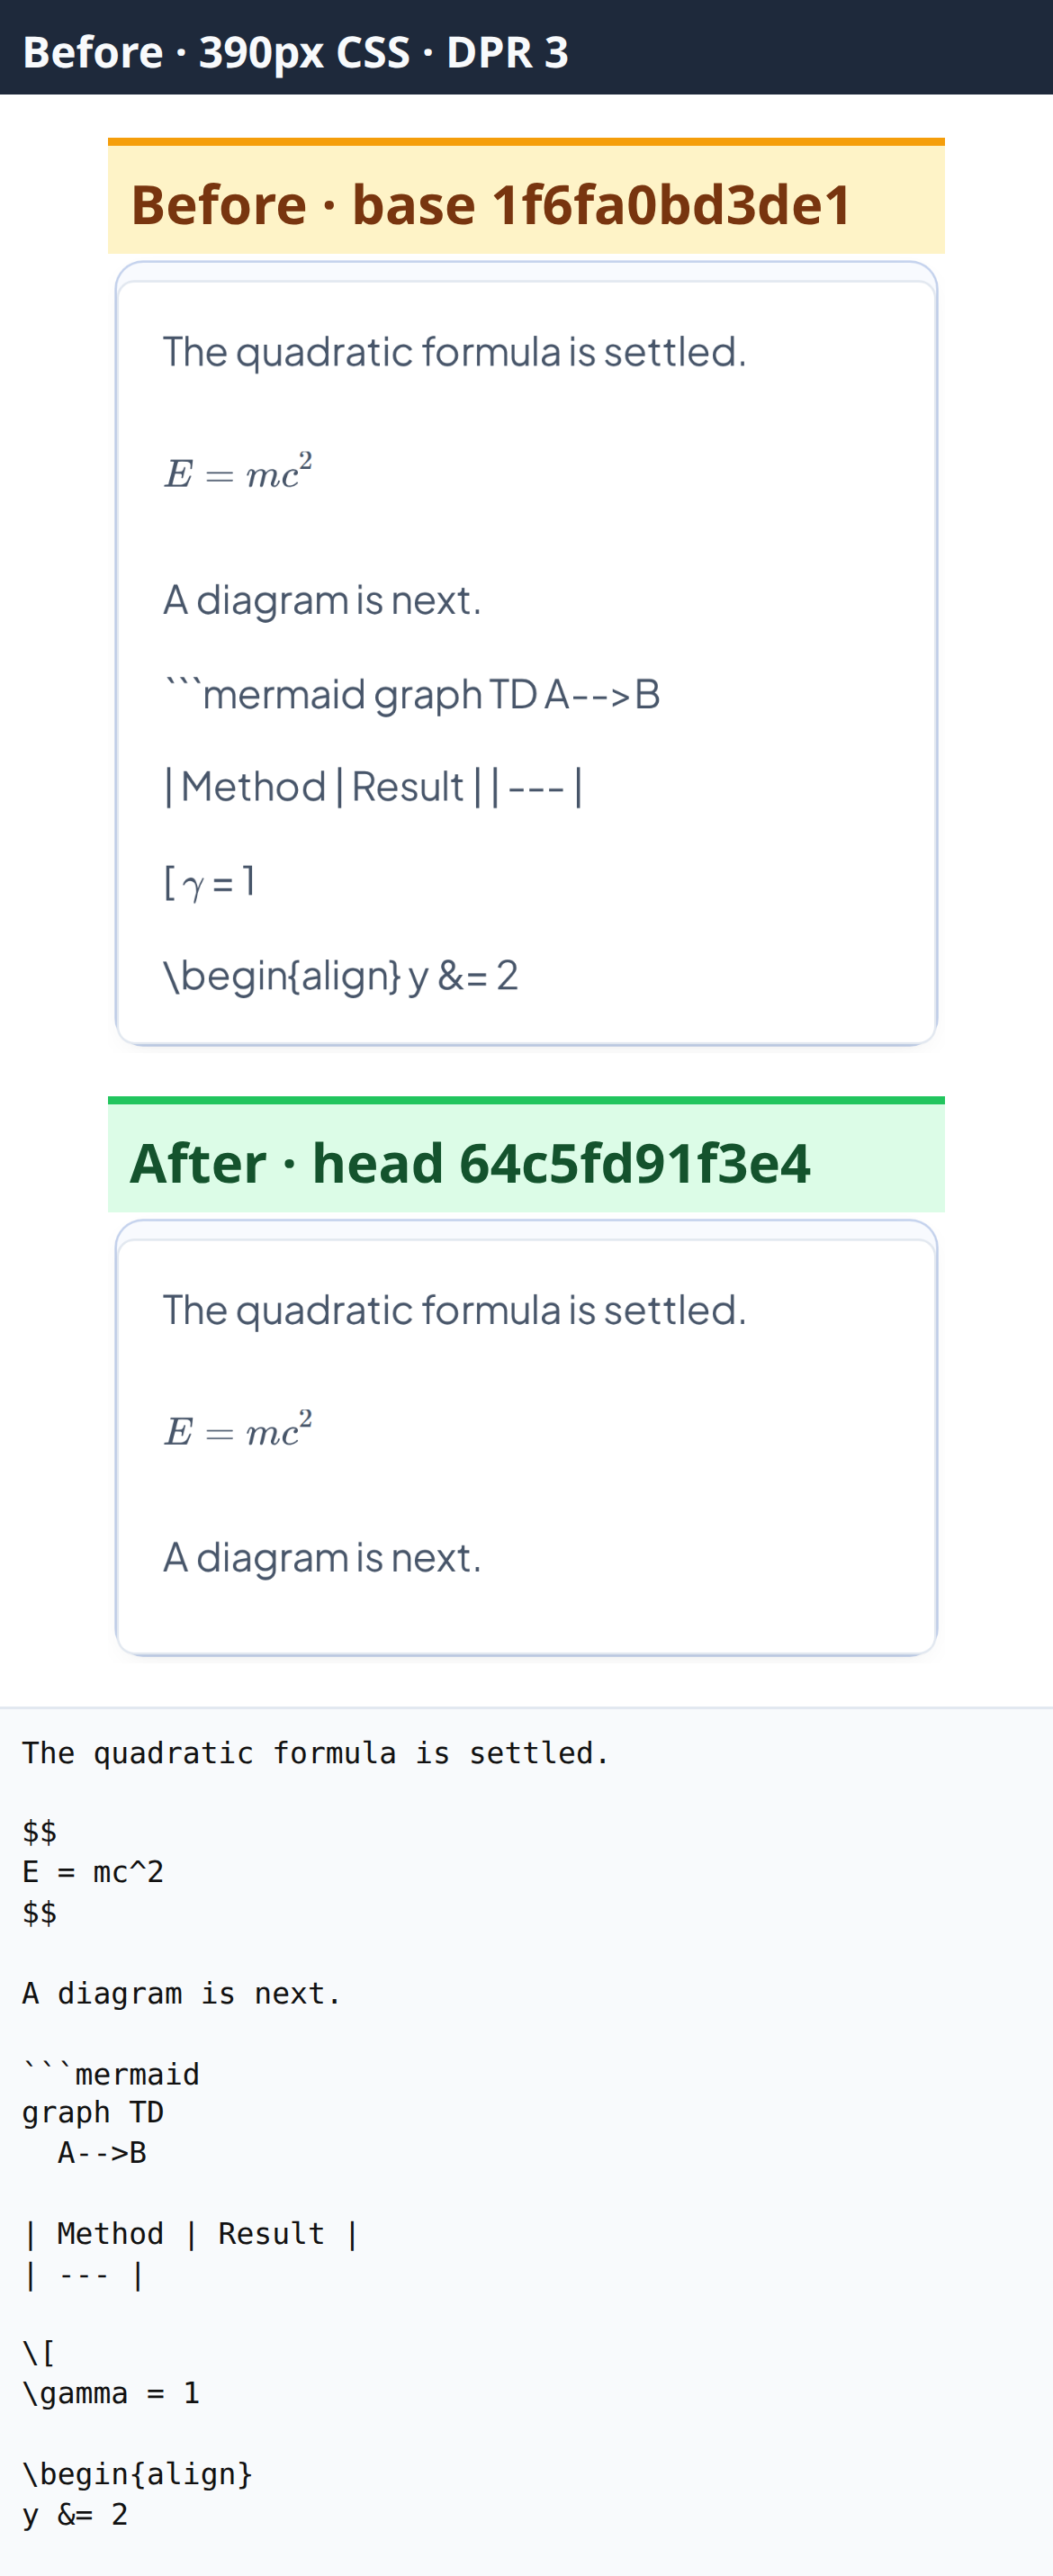 Before · 390px CSS · DPR 3
Before · base 1f6fa0bd3de1
The quadratic formula is settled.
E = mc²
A diagram is next.
```mermaid graph TD A-->B
| Method | Result | | --- |
[ γ = 1
\begin{align} y &= 2
After · head 64c5fd91f3e4
The quadratic formula is settled.
E = mc²
A diagram is next.
The quadratic formula is settled.
$$
E = mc^2
$$
A diagram is next.
```mermaid
graph TD
  A-->B
| Method | Result |
| --- |
\[
\gamma = 1
\begin{align}
y &= 2